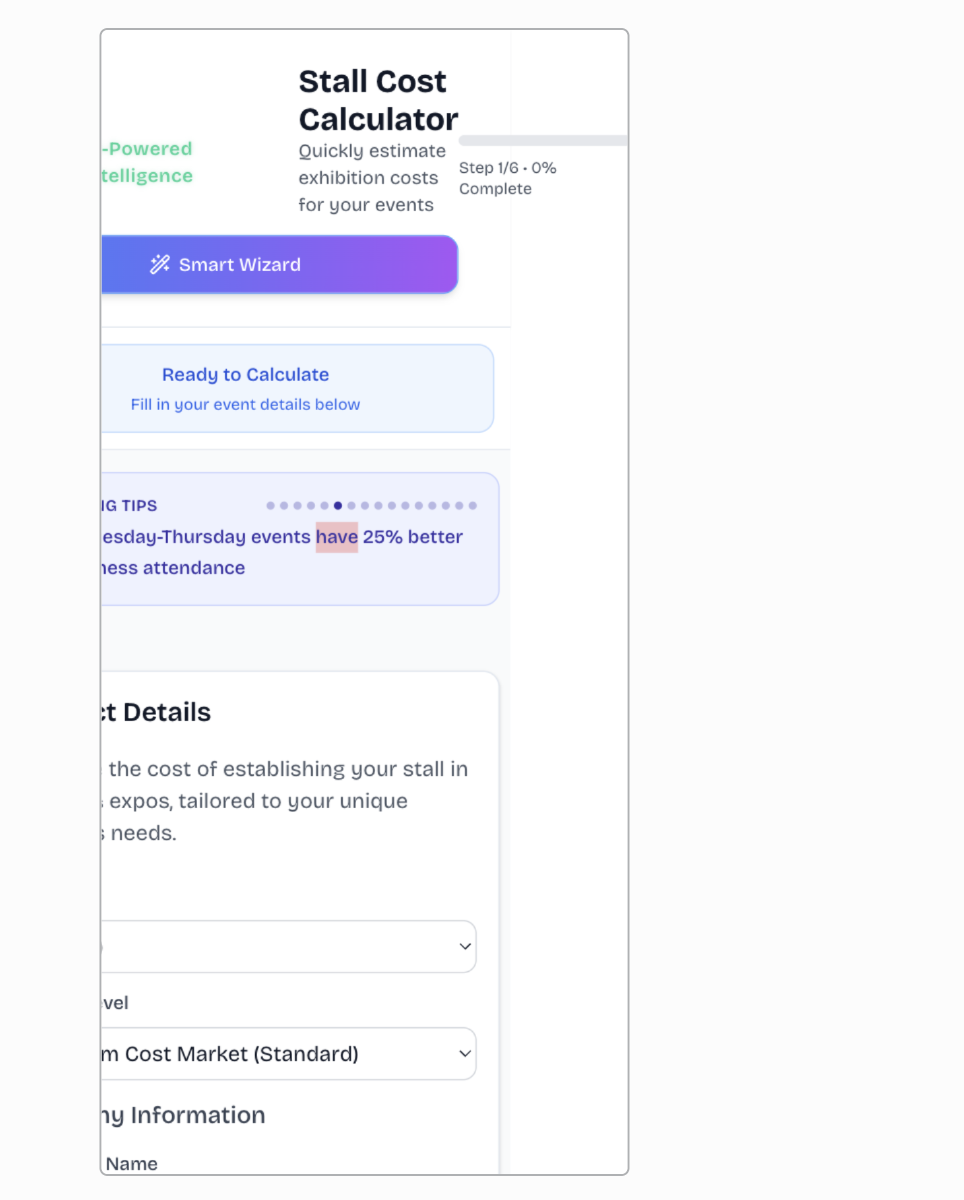 Stall Cost
Calculator
-Powered
telligence
Quickly estimate
exhibition costs
for your events
Step 1/6 • 0%
Complete
Smart Wizard
Ready to Calculate
Fill in your event details below
NG TIPS
esday-Thursday events have 25% better
ness attendance
ct Details
the cost of establishing your stall in
s expos, tailored to your unique
s needs.
evel
m Cost Market (Standard)
ny Information
Name